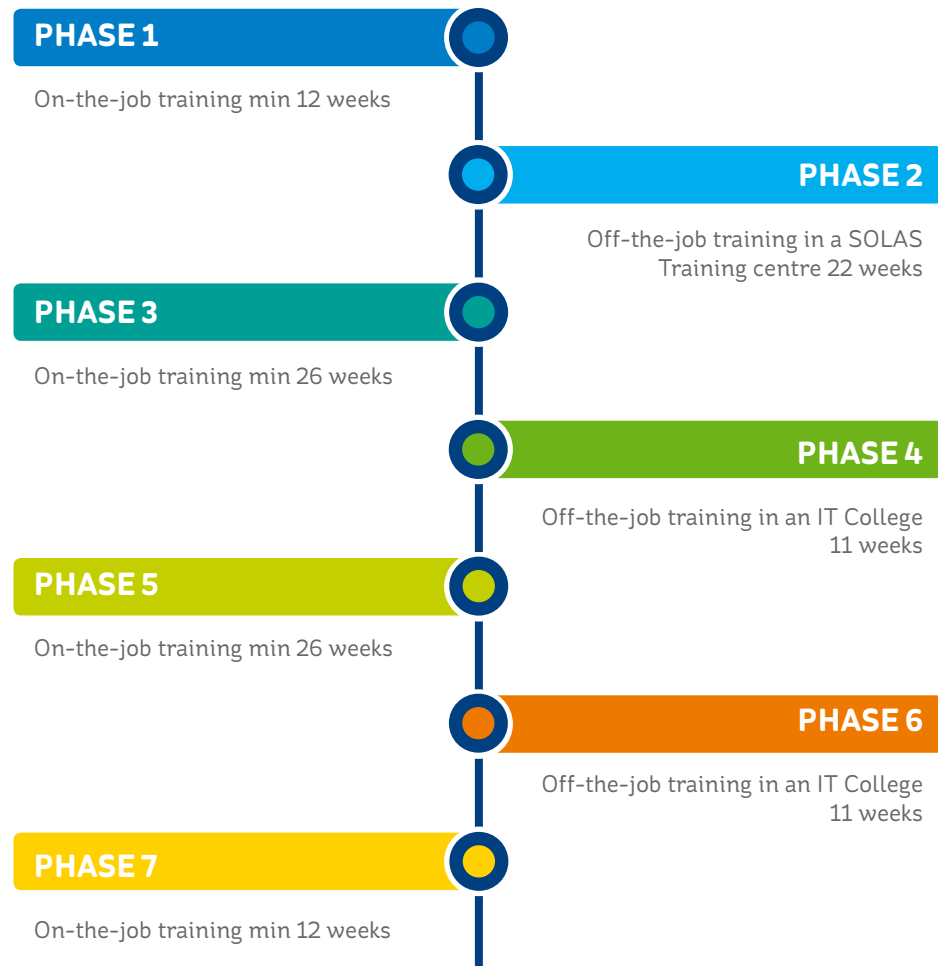 PHASE 1
On-the-job training min 12 weeks
PHASE 2
Off-the-job training in a SOLAS
Training centre 22 weeks
PHASE 3
On-the-job training min 26 weeks
PHASE 4
Off-the-job training in an IT College
11 weeks
PHASE 5
On-the-job training min 26 weeks
PHASE 6
Off-the-job training in an IT College
11 weeks
PHASE 7
On-the-job training min 12 weeks